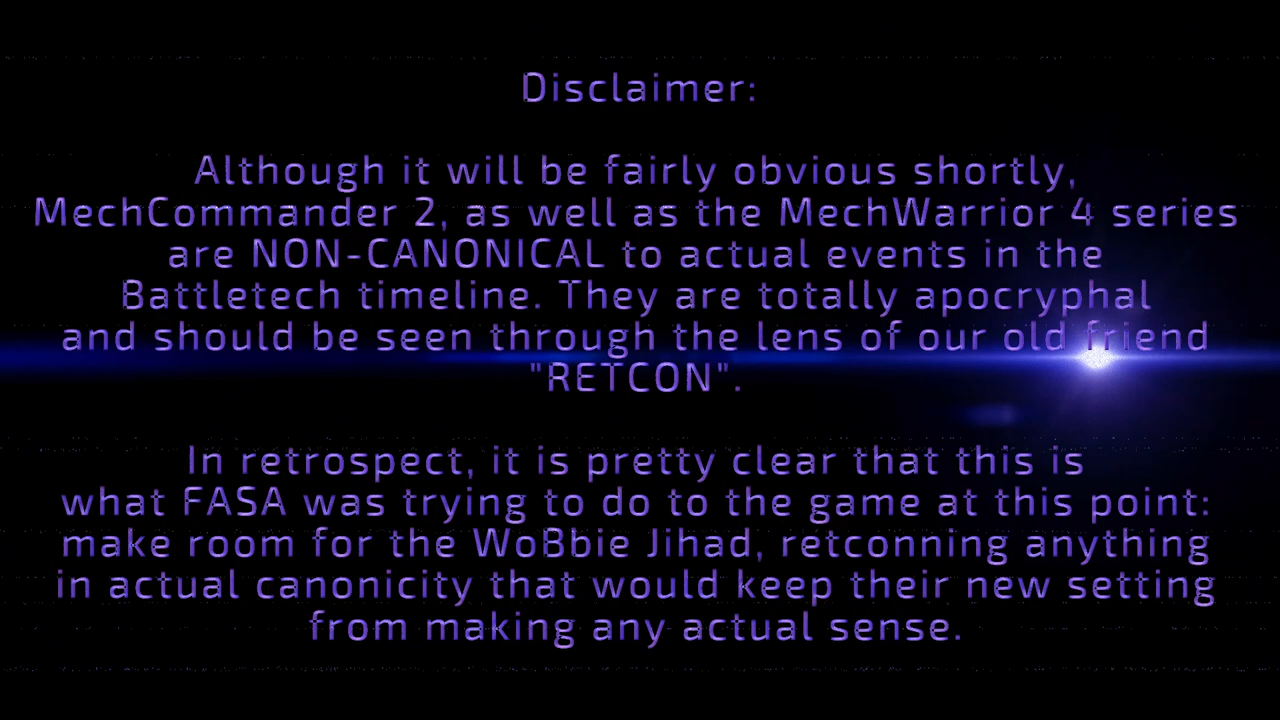 Disclaimer:
Although it will be fairly obvious shortly,
MechCommander 2, as well as the MechWarrior 4 series
are NON-CANONICAL to actual events in the
Battletech timeline. They are totally apocryphal
and should be seen through the lens of our old friend
"RETCON".
In retrospect, it is pretty clear that this is
what FASA was trying to do to the game at this point:
make room for the WoBbie Jihad, retconning anything
in actual canonicity that would keep their new setting
from making any actual sense.